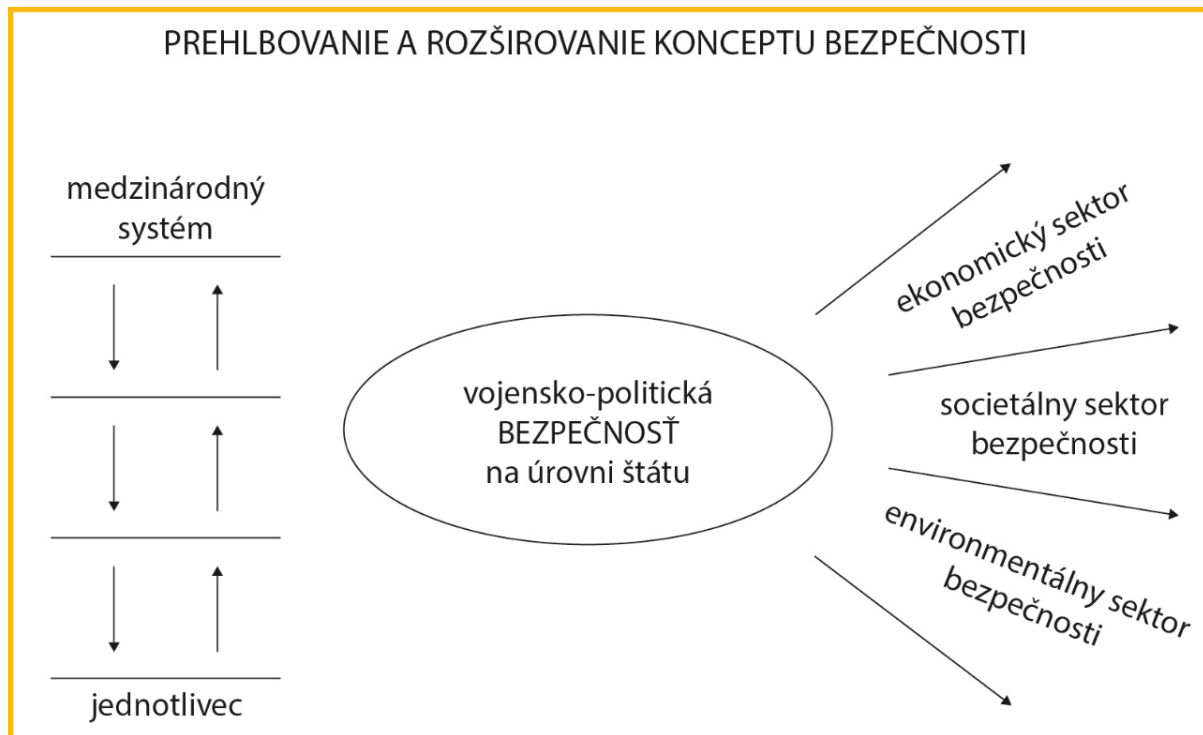 PREHLBOVANIE A ROZŠIROVANIE KONCEPTU BEZPEČNOSTI
medzinárodný
systém
jednotlivec
vojensko-politická
BEZPEČNOSŤ
na úrovni štátu
ekonomický sektor
bezpečnosti
societálny sektor
bezpečnosti
environmentálny sektor
bezpečnosti